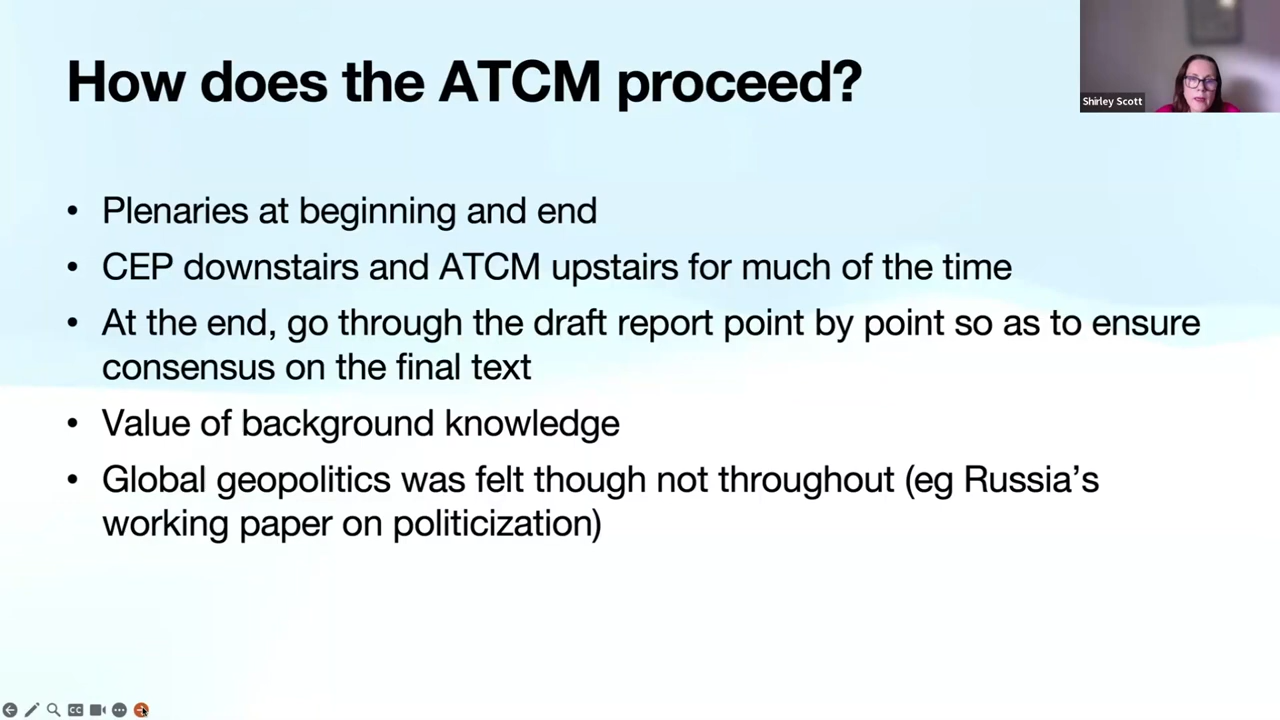 How does the ATCM proceed?
Shirley Scott
• Plenaries at beginning and end
• CEP downstairs and ATCM upstairs for much of the time
• At the end, go through the draft report point by point so as to ensure
consensus on the final text
• Value of background knowledge
• Global geopolitics was felt though not throughout (eg Russia’s
working paper on politicization)
CC